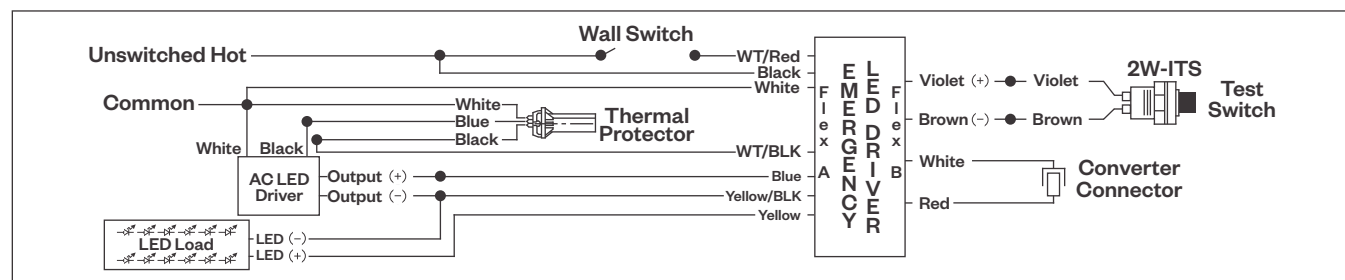 Unswitched Hot
Wall Switch
WT/Red
Black
White
Common
White
Blue
Black
Thermal
Protector
White
Black
WT/BLK
AC LED
Driver
Output (+)
Output (-)
Blue
Yellow/BLK
Yellow
LED Load
LED (-)
LED (+)
Flex A
EMERGENCY
LED DRIVER
Flex B
Violet (+)
Violet
Brown (-)
Brown
2W-ITS
Test
Switch
White
Red
Converter
Connector